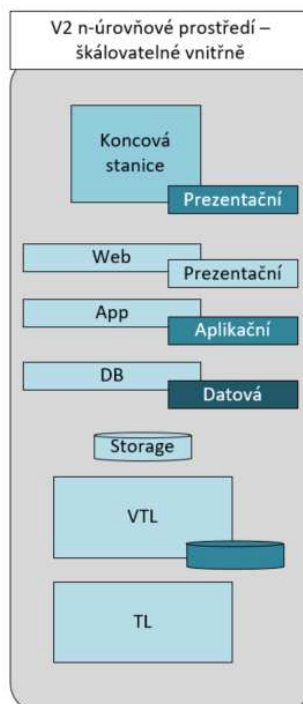 V2 n-úrovňové prostředí –
škálovatelné vnitřně
Koncová
stanice
Prezentační
Web
Prezentační
App
Aplikační
DB
Datová
Storage
VTL
TL